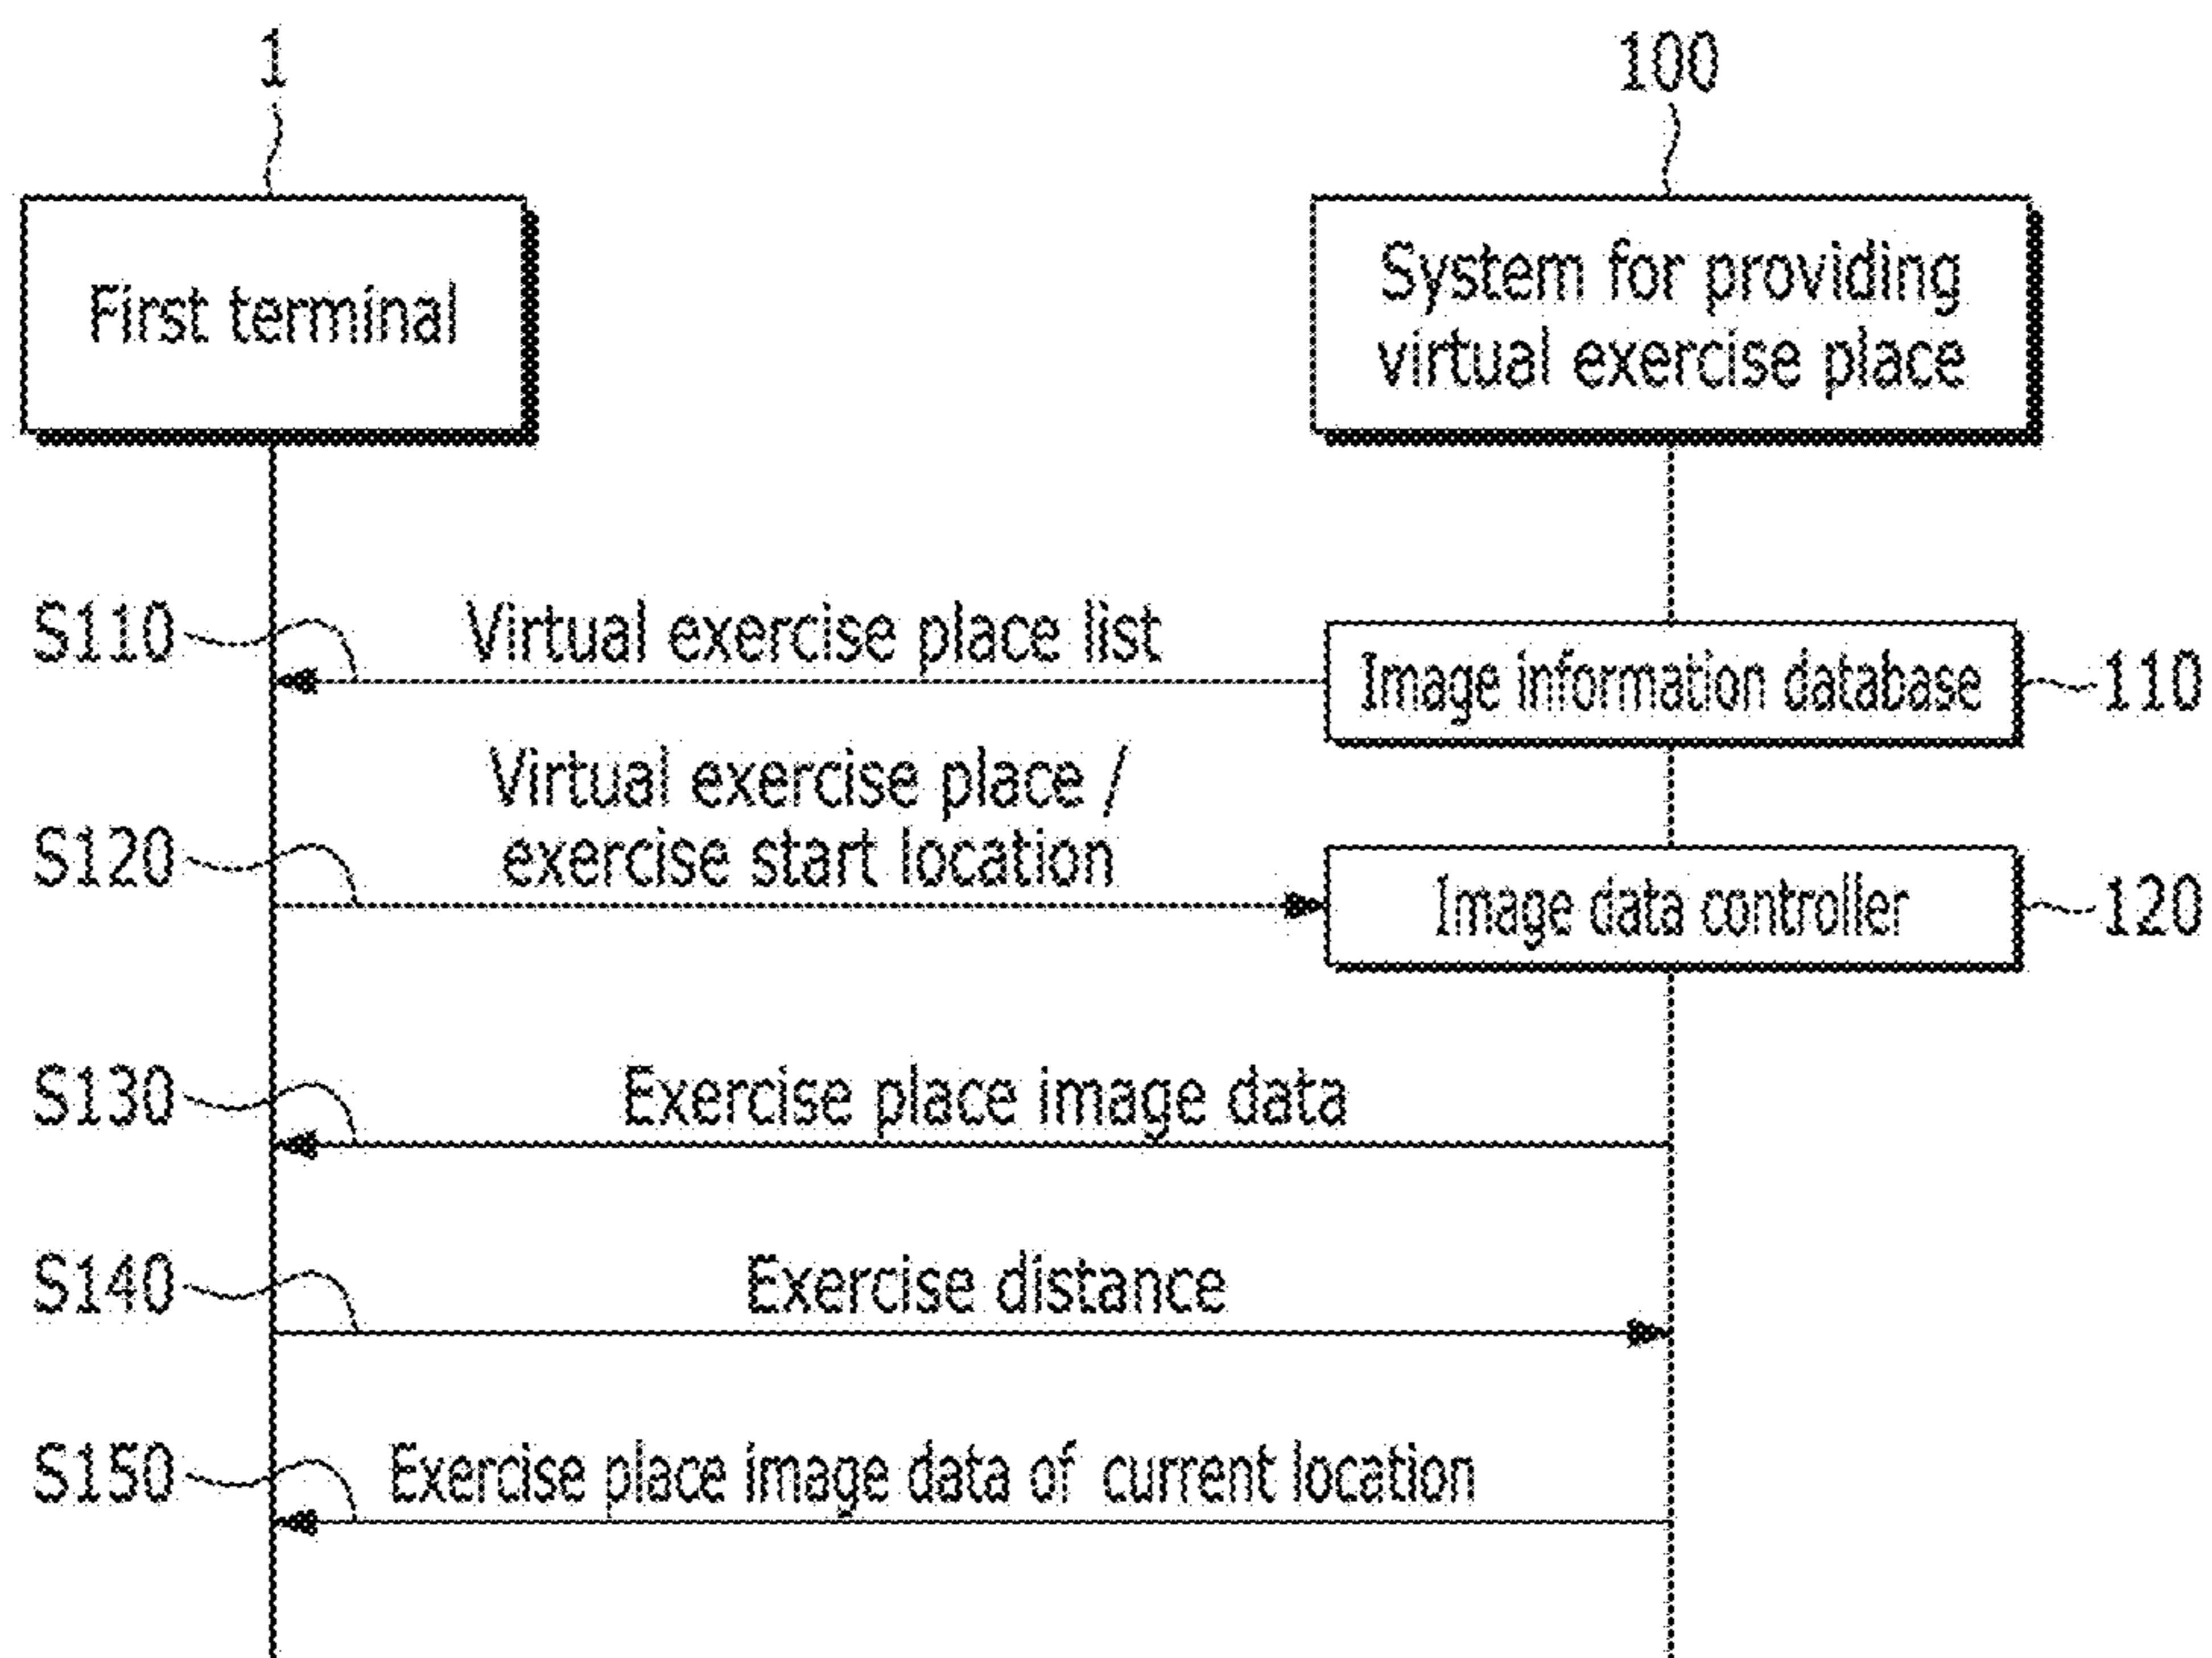 1
100
First terminal
System for providing
virtual exercise place
S110
Virtual exercise place list
Image information database
110
Virtual exercise place /
exercise start location
S120
Image data controller
120
S130
Exercise place image data
S140
Exercise distance
S150
Exercise place image data of current location